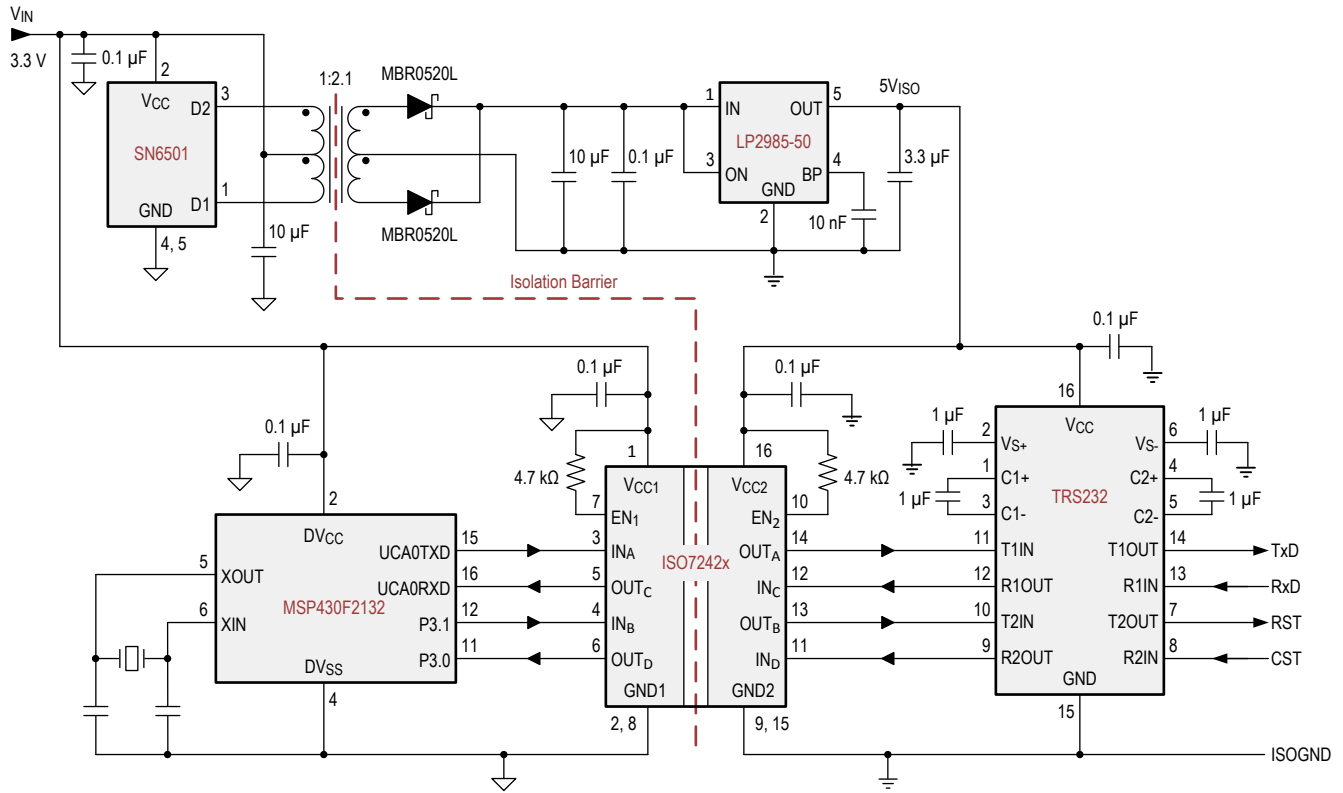 VIN
3.3 V
0.1 µF
2
VCC
D2
3
SN6501
D1
1
GND
4, 5
10 µF
1:2.1
MBR0520L
MBR0520L
10 µF
0.1 µF
1
IN
OUT
5
LP2985-50
3
ON
BP
4
GND
2
10 nF
5VISO
3.3 µF
Isolation Barrier
0.1 µF
2
DVCC
5
XOUT
6
XIN
MSP430F2132
UCA0TXD
15
UCA0RXD
16
P3.1
12
P3.0
11
DVSS
4
0.1 µF
4.7 kΩ
1
VCC1
7
EN1
3
INA
5
OUTC
4
INB
6
OUTD
GND1
2, 8
ISO7242x
0.1 µF
4.7 kΩ
16
VCC2
10
EN2
14
OUTA
12
INC
13
OUTB
11
IND
GND2
9, 15
0.1 µF
16
VCC
1 µF
2
VS+
VS-
6
1 µF
1
C1+
C2+
4
1 µF
TRS232
1 µF
3
C1-
C2-
5
11
T1IN
T1OUT
14
TxD
12
R1OUT
R1IN
13
RxD
10
T2IN
T2OUT
7
RST
9
R2OUT
R2IN
8
CST
GND
15
ISOGND